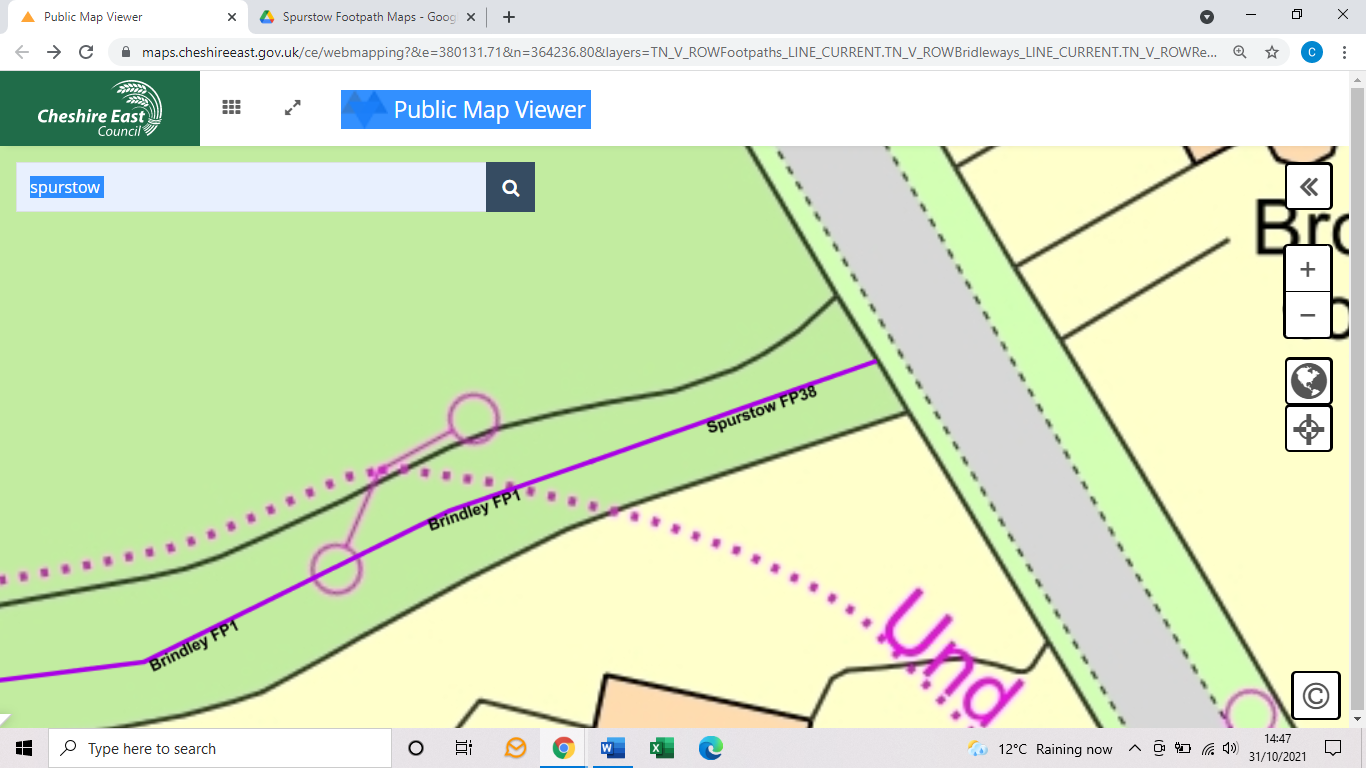 Public Map Viewer
Spurstow Footpath Maps - Goog
maps.cheshireeast.gov.uk/ce/webmapping?&e=380131.71&n=364236.80&layers=TN_V_ROWFootpaths_LINE_CURRENT.TN_V_ROWBridleways_LINE_CURRENT.TN_V_ROWRe...
C
Cheshire East
Council
Public Map Viewer
spurstow
Bro
Spurstow FP38
Brindley FP1
Brindley FP1
Und
©
Type here to search
12°C Raining now
14:47
31/10/2021